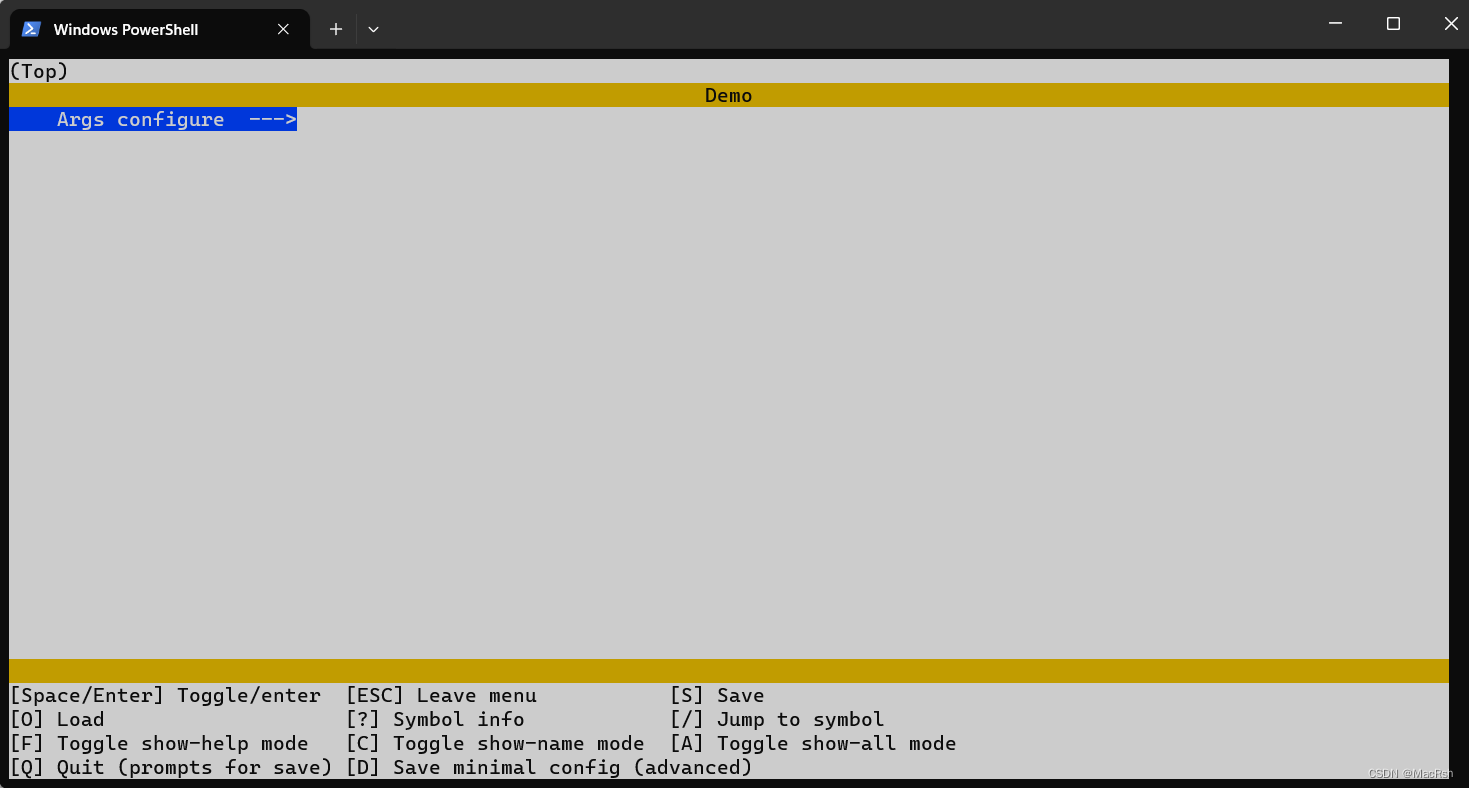 Windows PowerShell
(Top)
Demo
Args configure --->
[Space/Enter] Toggle/enter [ESC] Leave menu [S] Save
[O] Load [?] Symbol info [/] Jump to symbol
[F] Toggle show-help mode [C] Toggle show-name mode [A] Toggle show-all mode
[Q] Quit (prompts for save) [D] Save minimal config (advanced)
CSDN @MacRsh